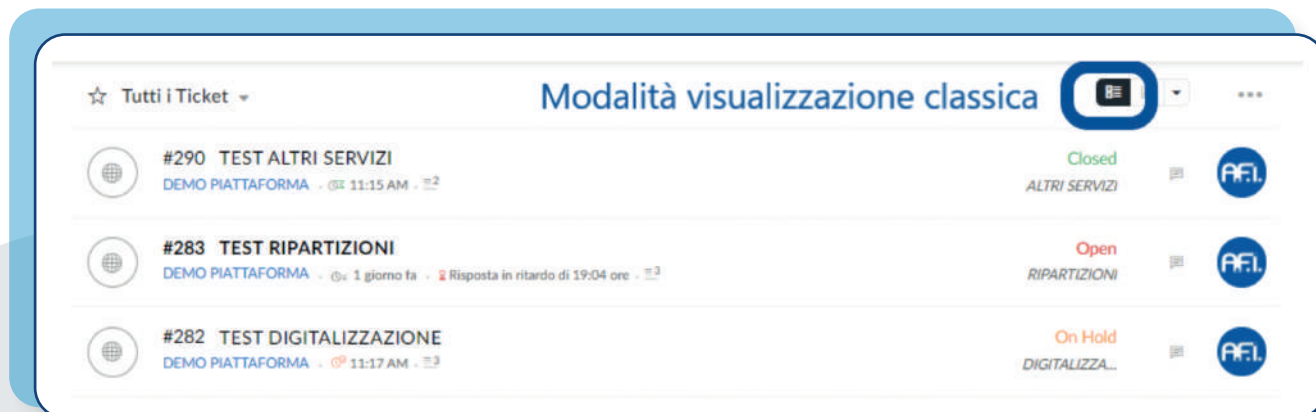 Tutti i Ticket
Modalità visualizzazione classica
#290 TEST ALTRI SERVIZI
Closed
DEMO PIATTAFORMA · 11:15 AM · 2
ALTRI SERVIZI
A.F.I.
#283 TEST RIPARTIZIONI
Open
DEMO PIATTAFORMA · 1 giorno fa · Risposta in ritardo di 19:04 ore · 3
RIPARTIZIONI
A.F.I.
#282 TEST DIGITALIZZAZIONE
On Hold
DEMO PIATTAFORMA · 11:17 AM · 3
DIGITALIZZA...
A.F.I.